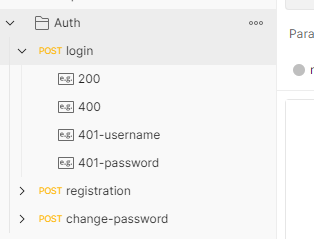 Auth
POST login
Para
e.g. 200
e.g. 400
e.g. 401-username
e.g. 401-password
POST registration
POST change-password